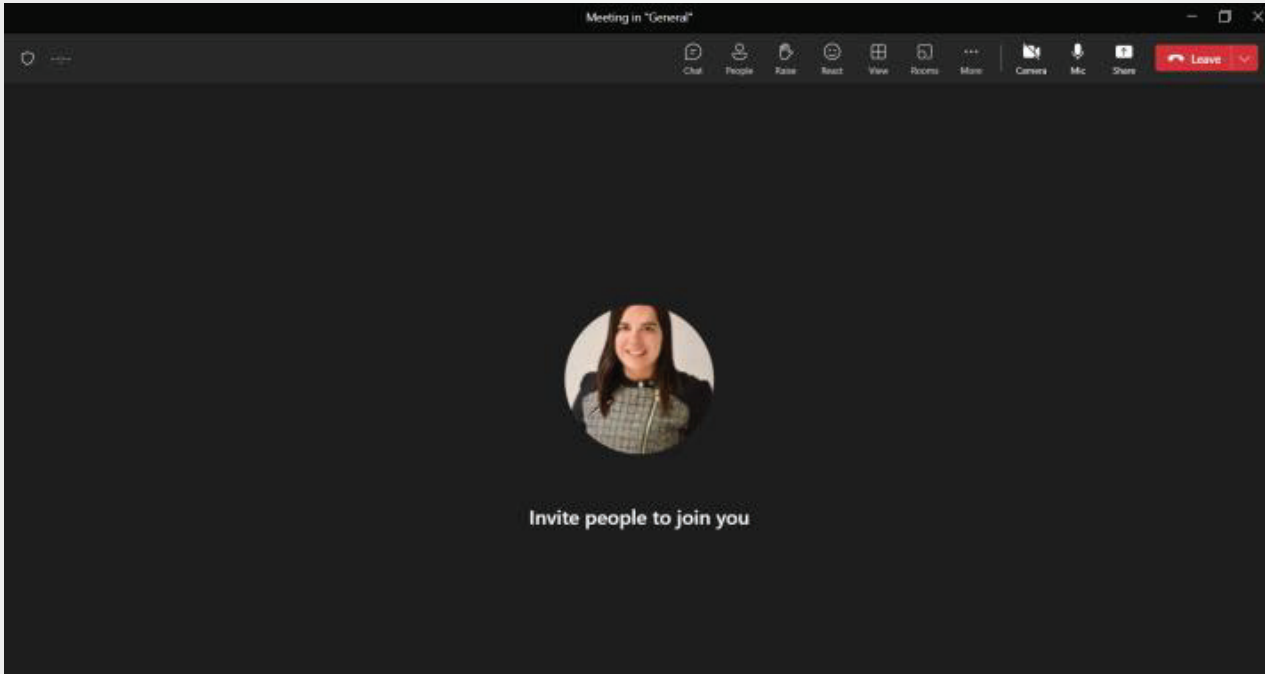 Meeting in "General"
--:--
Chat People Raise React View Rooms More Camera Mic Share Leave
Invite people to join you